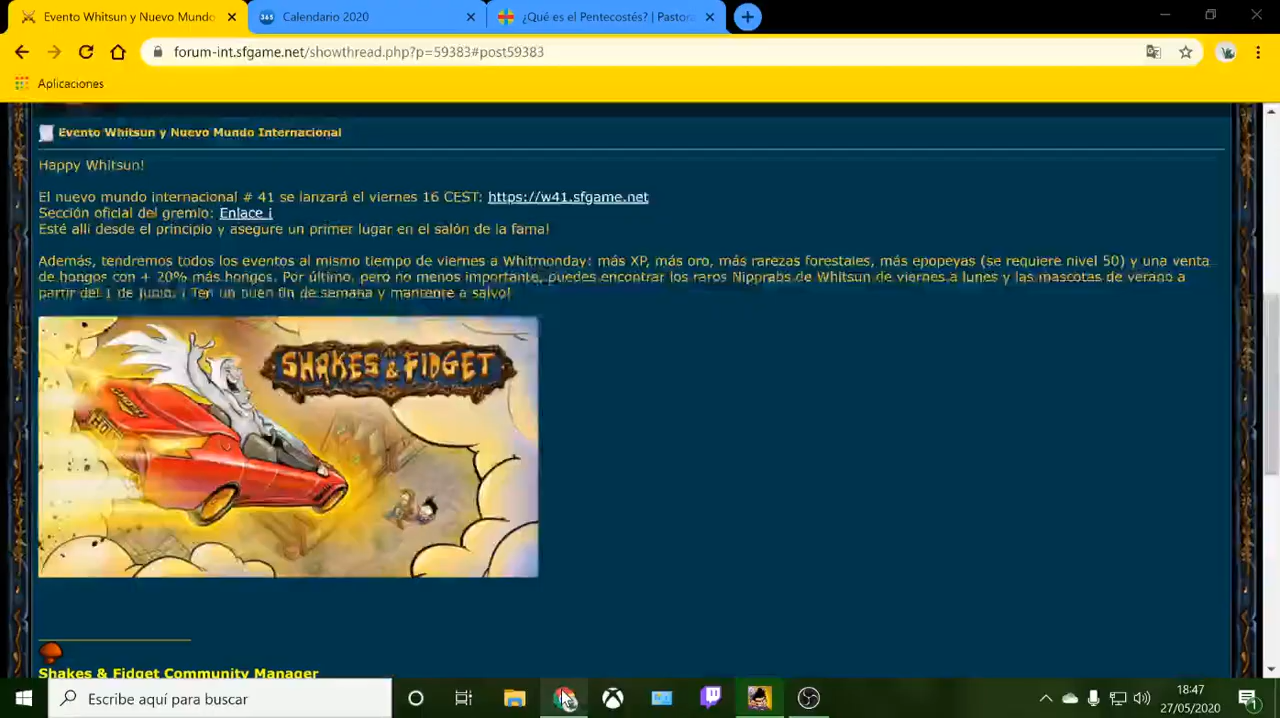 Evento Whitsun y Nuevo Mundo
Calendario 2020
¿Qué es el Pentecostés? | Pastora
forum-int.sfgame.net/showthread.php?p=59383#post59383
Aplicaciones
Evento Whitsun y Nuevo Mundo Internacional
Happy Whitsun!
El nuevo mundo internacional # 41 se lanzará el viernes 16 CEST: https://w41.sfgame.net
Sección oficial del gremio: Enlace ¡
Esté allí desde el principio y asegure un primer lugar en el salón de la fama!
Además, tendremos todos los eventos al mismo tiempo de viernes a Whitmonday: más XP, más oro, más rarezas forestales, más epopeyas (se requiere nivel 50) y una venta
de hongos con + 20% más hongos. Por último, pero no menos importante, puedes encontrar los raros Nipprabs de Whitsun de viernes a lunes y las mascotas de verano a
partir del 1 de junio. ¡ Ten un buen fin de semana y mantente a salvo!
SHAKES & FIDGET
Shakes & Fidget Community Manager
Escribe aquí para buscar
18:47
27/05/2020
1